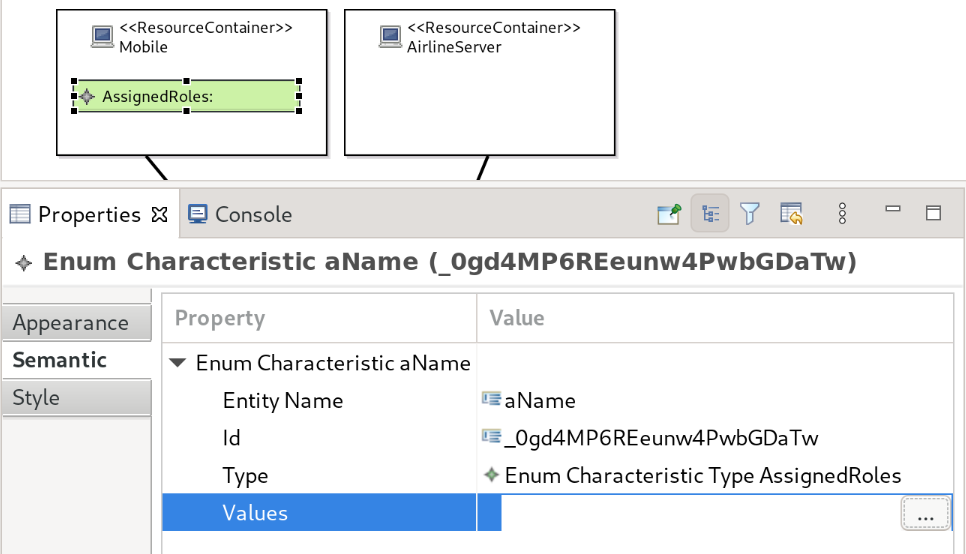 <<ResourceContainer>>
Mobile
<<ResourceContainer>>
AirlineServer
AssignedRoles:
Properties
Console
Enum Characteristic aName (_0gd4MP6REeunw4PwbGDaTw)
Appearance
Semantic
Style
Property Value
Enum Characteristic aName
Entity Name aName
Id _0gd4MP6REeunw4PwbGDaTw
Type Enum Characteristic Type AssignedRoles
Values ...